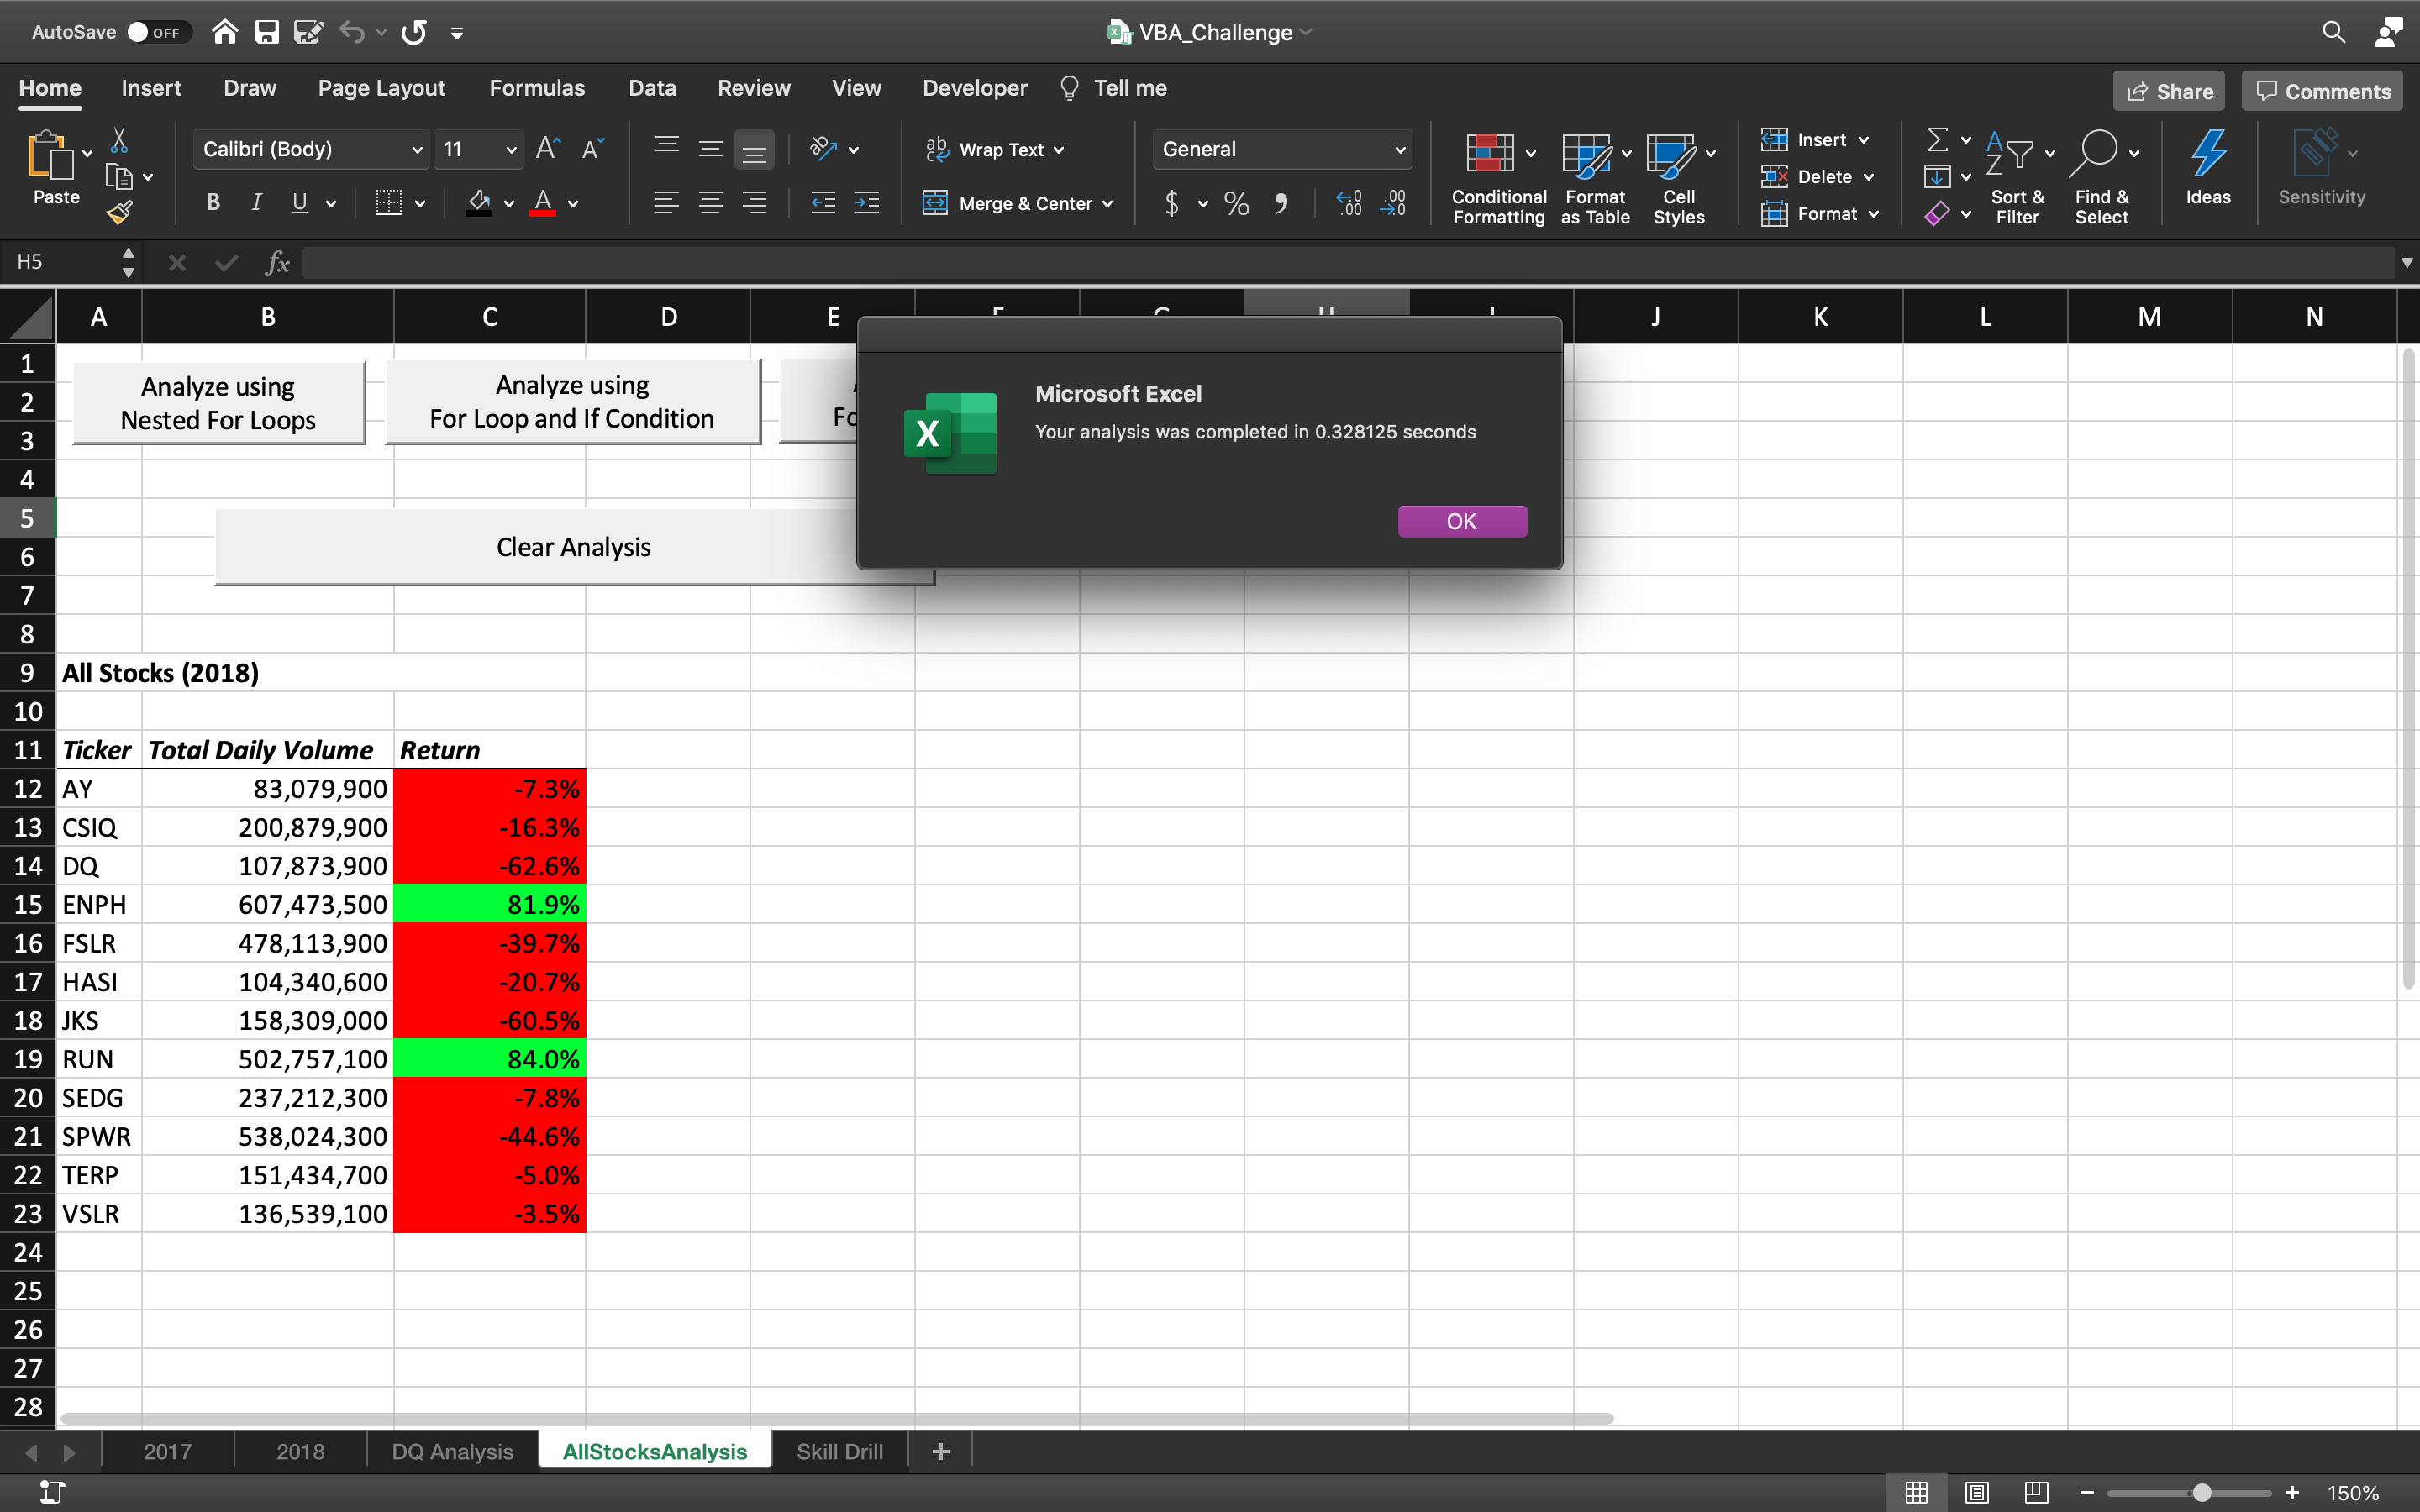 AutoSave OFF VBA_Challenge
Home Insert Draw Page Layout Formulas Data Review View Developer Tell me Share Comments
Paste
Calibri (Body) 11
B I U
Wrap Text
Merge & Center
General
$ %
Conditional Formatting
Format as Table
Cell Styles
Insert
Delete
Format
Sort & Filter
Find & Select
Ideas
Sensitivity
H5 fx
A B C D E J K L M N
Analyze using
Nested For Loops
Analyze using
For Loop and If Condition
Microsoft Excel
Your analysis was completed in 0.328125 seconds
OK
Clear Analysis
1
2
3
4
5
6
7
8
9 All Stocks (2018)
10
11 Ticker Total Daily Volume Return
12 AY 83,079,900 -7.3%
13 CSIQ 200,879,900 -16.3%
14 DQ 107,873,900 -62.6%
15 ENPH 607,473,500 81.9%
16 FSLR 478,113,900 -39.7%
17 HASI 104,340,600 -20.7%
18 JKS 158,309,000 -60.5%
19 RUN 502,757,100 84.0%
20 SEDG 237,212,300 -7.8%
21 SPWR 538,024,300 -44.6%
22 TERP 151,434,700 -5.0%
23 VSLR 136,539,100 -3.5%
24
25
26
27
28
2017 2018 DQ Analysis AllStocksAnalysis Skill Drill +
150%